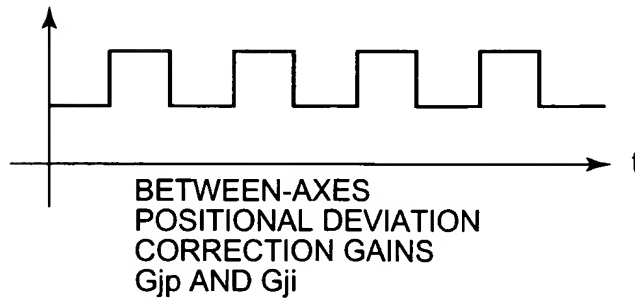 t
BETWEEN-AXES
POSITIONAL DEVIATION
CORRECTION GAINS
Gjp AND Gji